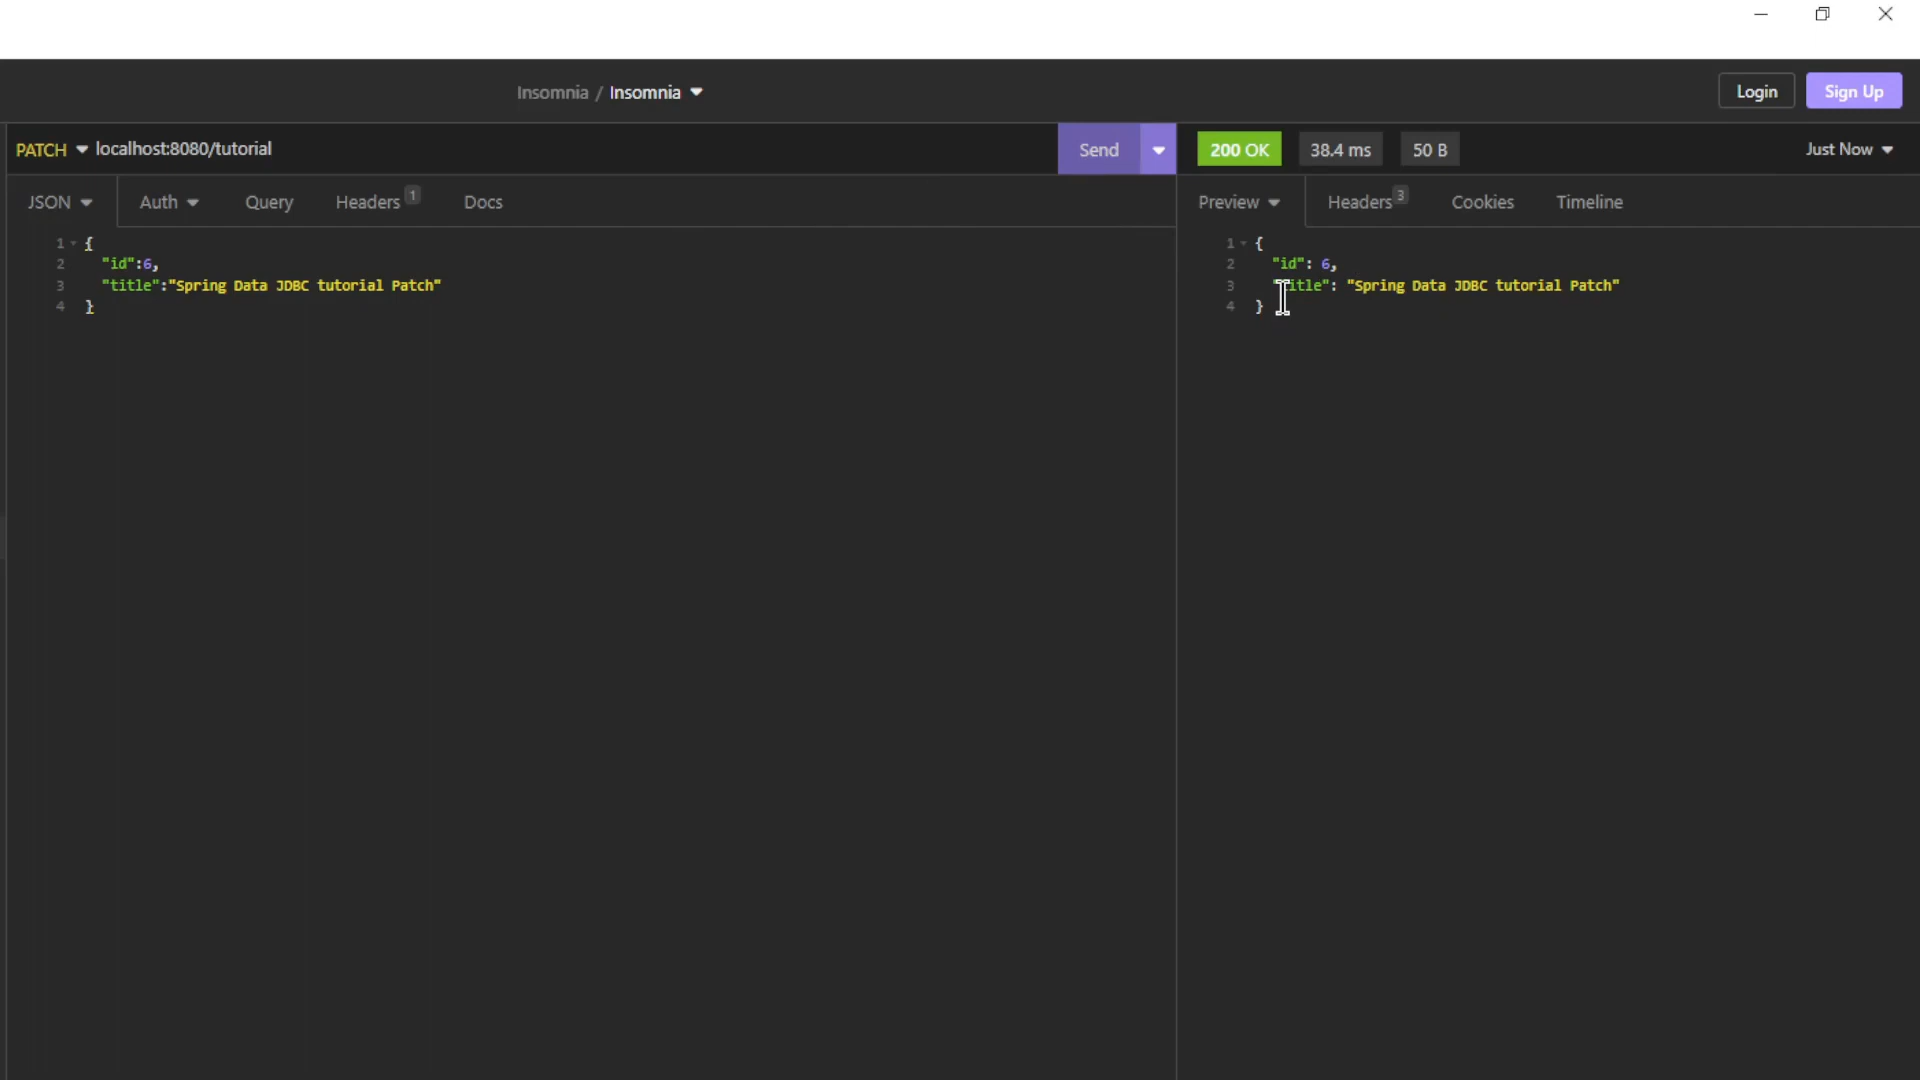 Insomnia / Insomnia
Login
Sign Up
PATCH localhost:8080/tutorial
Send
200 OK
38.4 ms
50 B
Just Now
JSON
Auth
Query
Headers 1
Docs
Preview
Headers 3
Cookies
Timeline
1 {
2 "id":6,
3 "title":"Spring Data JDBC tutorial Patch"
4 }
1 {
2 "id": 6,
3 "title": "Spring Data JDBC tutorial Patch"
4 }